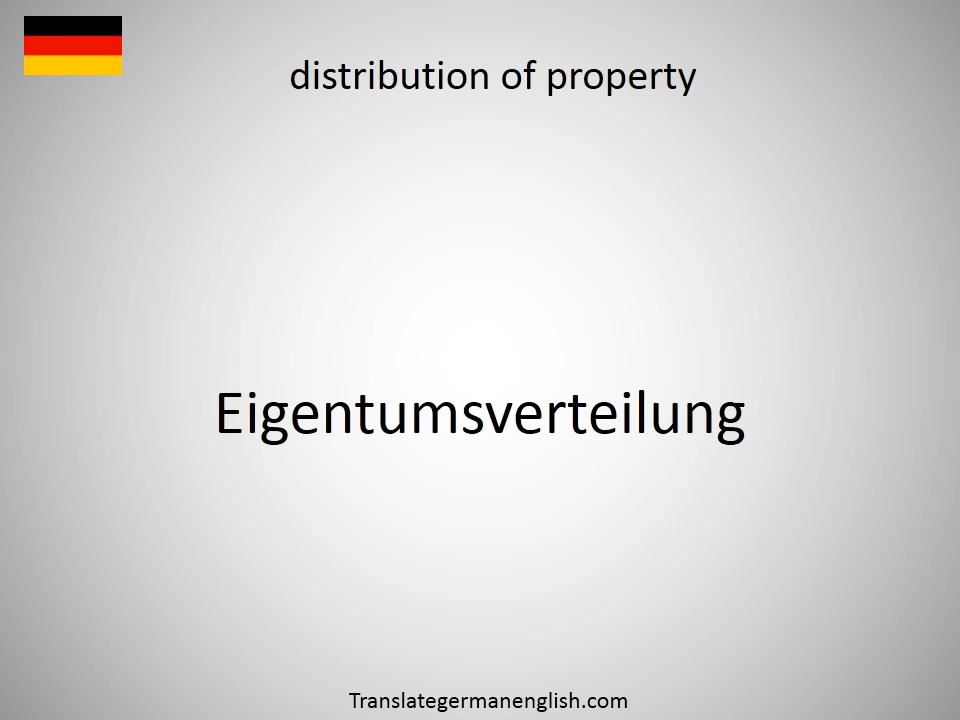 distribution of property
Eigentumsverteilung
Translategermanenglish.com